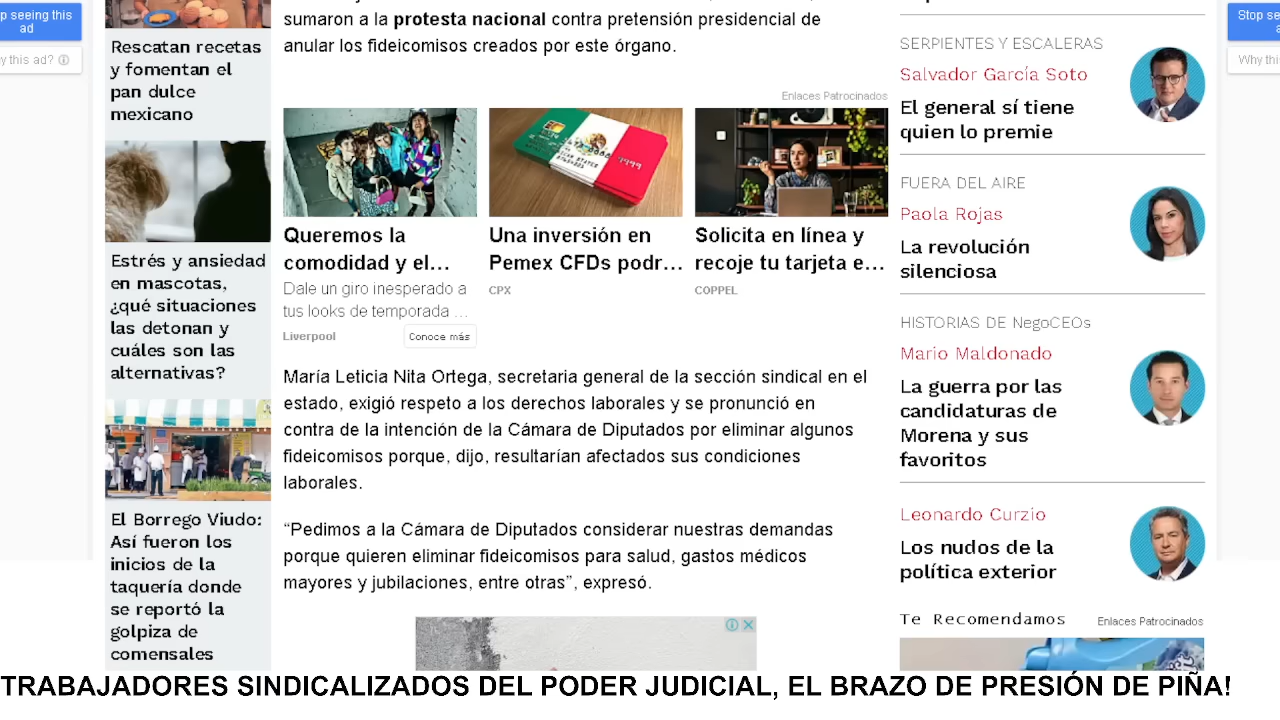 p seeing this
ad
y this ad?
Rescatan recetas
y fomentan el
pan dulce
mexicano
Estrés y ansiedad
en mascotas,
¿qué situaciones
las detonan y
cuáles son las
alternativas?
El Borrego Viudo:
Así fueron los
inicios de la
taquería donde
se reportó la
golpiza de
comensales
sumaron a la protesta nacional contra pretensión presidencial de
anular los fideicomisos creados por este órgano.
Enlaces Patrocinados
Queremos la
comodidad y el...
Dale un giro inesperado a
tus looks de temporada ...
Liverpool
Conoce más
Una inversión en
Pemex CFDs podr...
CPX
Solicita en línea y
recoje tu tarjeta e...
COPPEL
María Leticia Nita Ortega, secretaria general de la sección sindical en el
estado, exigió respeto a los derechos laborales y se pronunció en
contra de la intención de la Cámara de Diputados por eliminar algunos
fideicomisos porque, dijo, resultarían afectados sus condiciones
laborales.
“Pedimos a la Cámara de Diputados considerar nuestras demandas
porque quieren eliminar fideicomisos para salud, gastos médicos
mayores y jubilaciones, entre otras”, expresó.
SERPIENTES Y ESCALERAS
Salvador García Soto
El general sí tiene
quien lo premie
FUERA DEL AIRE
Paola Rojas
La revolución
silenciosa
HISTORIAS DE NegoCEOs
Mario Maldonado
La guerra por las
candidaturas de
Morena y sus
favoritos
Leonardo Curzio
Los nudos de la
política exterior
Te Recomendamos
Enlaces Patrocinados
Stop se
a
Why thi
TRABAJADORES SINDICALIZADOS DEL PODER JUDICIAL, EL BRAZO DE PRESIÓN DE PIÑA!